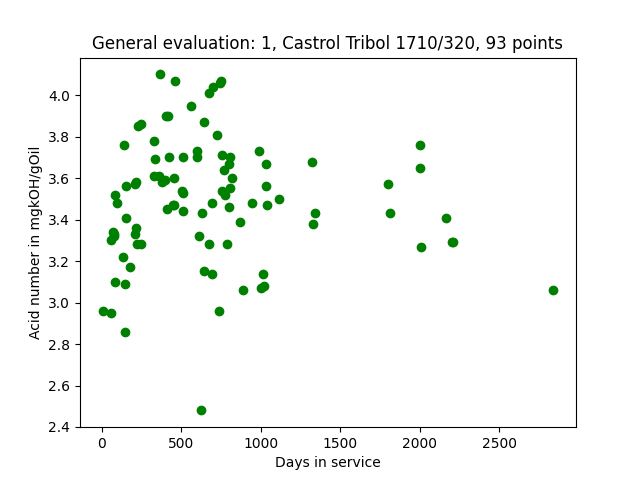 General evaluation: 1, Castrol Tribol 1710/320, 93 points
Acid number in mgkOH/gOil
4.0
3.8
3.6
3.4
3.2
3.0
2.8
2.6
2.4
0 500 1000 1500 2000 2500
Days in service